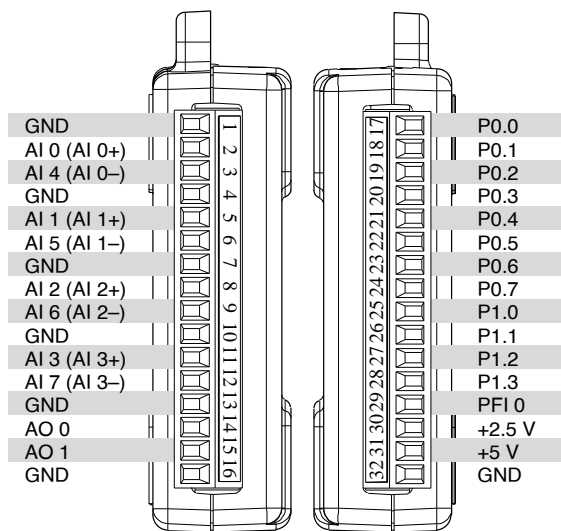 GND 1 17 P0.0
AI 0 (AI 0+) 2 18 P0.1
AI 4 (AI 0–) 3 19 P0.2
GND 4 20 P0.3
AI 1 (AI 1+) 5 21 P0.4
AI 5 (AI 1–) 6 22 P0.5
GND 7 23 P0.6
AI 2 (AI 2+) 8 24 P0.7
AI 6 (AI 2–) 9 25 P1.0
GND 10 26 P1.1
AI 3 (AI 3+) 11 27 P1.2
AI 7 (AI 3–) 12 28 P1.3
GND 13 29 PFI 0
AO 0 14 30 +2.5 V
AO 1 15 31 +5 V
GND 16 32 GND